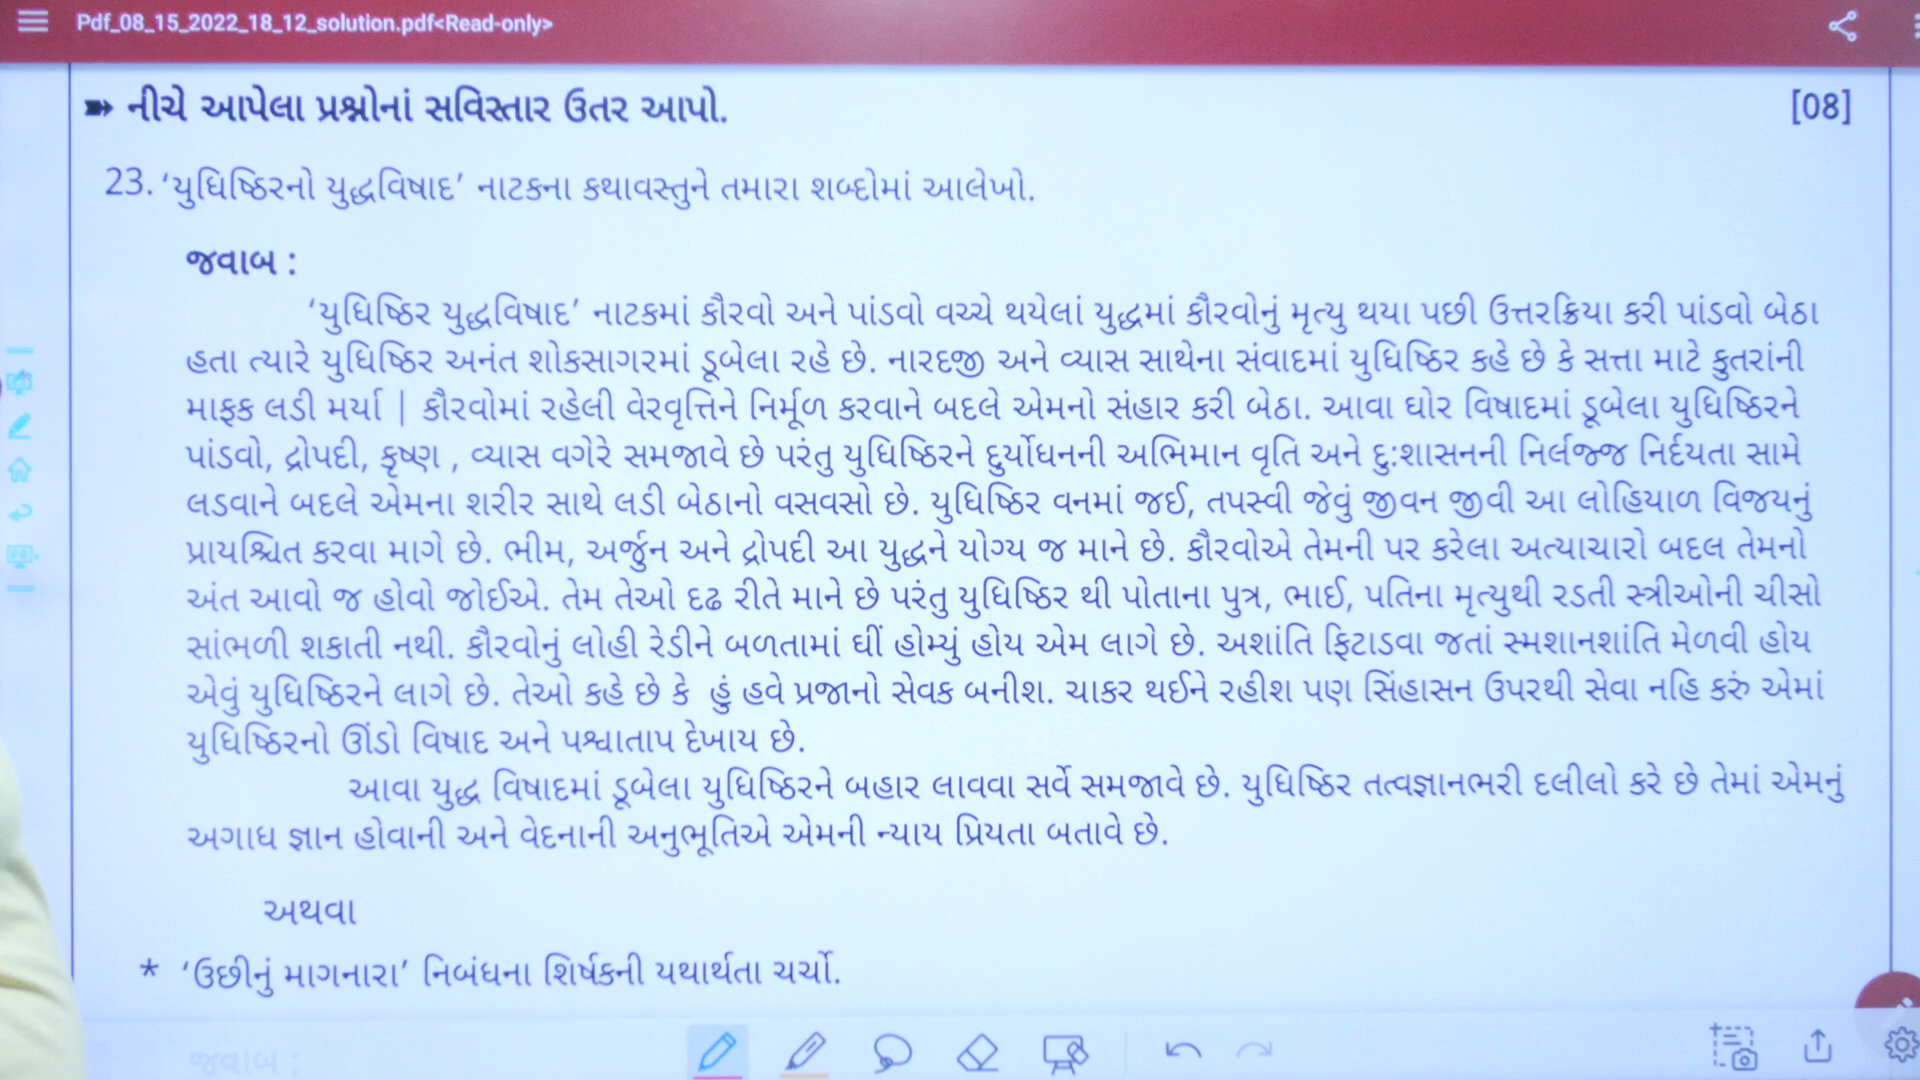 Pdf_08_15_2022_18_12_solution.pdf<Read-only>
➽ નીચે આપેલા પ્રશ્નોનાં સવિસ્તાર ઉતર આપો. [08]
23. ‘યુધિષ્ઠિરનો યુદ્ધવિષાદ’ નાટકના કથાવસ્તુને તમારા શબ્દોમાં આલેખો.
જવાબ :
‘યુધિષ્ઠિર યુદ્ધવિષાદ’ નાટકમાં કૌરવો અને પાંડવો વચ્ચે થયેલાં યુદ્ધમાં કૌરવોનું મૃત્યુ થયા પછી ઉત્તરક્રિયા કરી પાંડવો બેઠા
હતા ત્યારે યુધિષ્ઠિર અનંત શોકસાગરમાં ડૂબેલા રહે છે. નારદજી અને વ્યાસ સાથેના સંવાદમાં યુધિષ્ઠિર કહે છે કે સત્તા માટે કુતરાંની
માફક લડી મર્યા | કૌરવોમાં રહેલી વેરવૃત્તિને નિર્મૂળ કરવાને બદલે એમનો સંહાર કરી બેઠા. આવા ઘોર વિષાદમાં ડૂબેલા યુધિષ્ઠિરને
પાંડવો, દ્રોપદી, કૃષ્ણ , વ્યાસ વગેરે સમજાવે છે પરંતુ યુધિષ્ઠિરને દુર્યોધનની અભિમાન વૃતિ અને દુ:શાસનની નિર્લજ્જ નિર્દયતા સામે
લડવાને બદલે એમના શરીર સાથે લડી બેઠાનો વસવસો છે. યુધિષ્ઠિર વનમાં જઈ, તપસ્વી જેવું જીવન જીવી આ લોહિયાળ વિજયનું
પ્રાયશ્ચિત કરવા માગે છે. ભીમ, અર્જુન અને દ્રોપદી આ યુદ્ધને યોગ્ય જ માને છે. કૌરવોએ તેમની પર કરેલા અત્યાચારો બદલ તેમનો
અંત આવો જ હોવો જોઈએ. તેમ તેઓ દઢ રીતે માને છે પરંતુ યુધિષ્ઠિર થી પોતાના પુત્ર, ભાઈ, પતિના મૃત્યુથી રડતી સ્ત્રીઓની ચીસો
સાંભળી શકાતી નથી. કૌરવોનું લોહી રેડીને બળતામાં ઘીં હોમ્યું હોય એમ લાગે છે. અશાંતિ ફિટાડવા જતાં સ્મશાનશાંતિ મેળવી હોય
એવું યુધિષ્ઠિરને લાગે છે. તેઓ કહે છે કે હું હવે પ્રજાનો સેવક બનીશ. ચાકર થઈને રહીશ પણ સિંહાસન ઉપરથી સેવા નહિ કરું એમાં
યુધિષ્ઠિરનો ઊંડો વિષાદ અને પશ્વાતાપ દેખાય છે.
આવા યુદ્ધ વિષાદમાં ડૂબેલા યુધિષ્ઠિરને બહાર લાવવા સર્વે સમજાવે છે. યુધિષ્ઠિર તત્વજ્ઞાનભરી દલીલો કરે છે તેમાં એમનું
અગાધ જ્ઞાન હોવાની અને વેદનાની અનુભૂતિએ એમની ન્યાય પ્રિયતા બતાવે છે.
અથવા
* ‘ઉછીનું માગનારા’ નિબંધના શિર્ષકની યથાર્થતા ચર્ચો.
જવાબ :